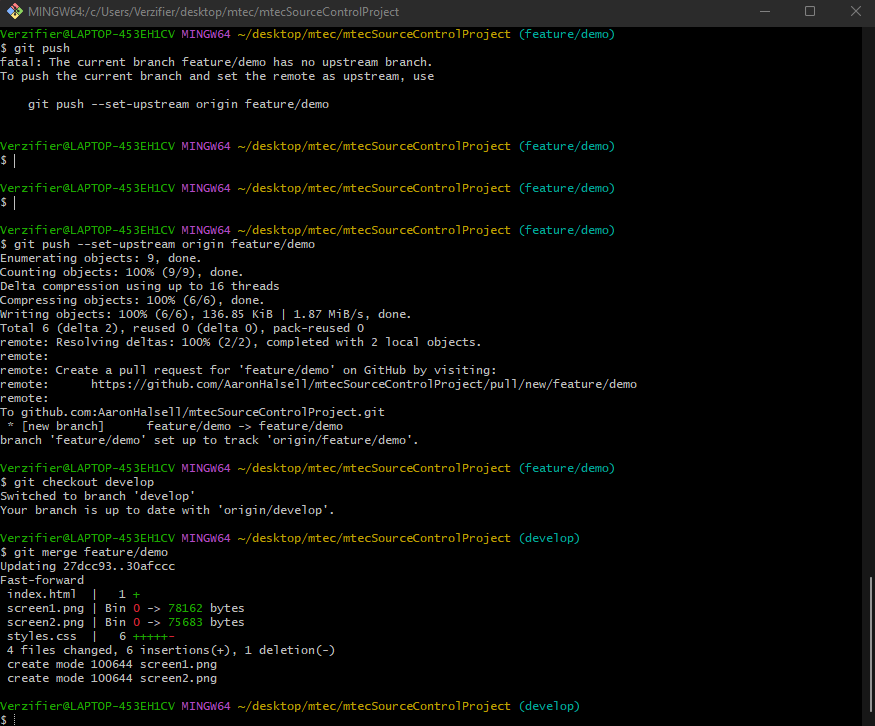 MINGW64:/c/Users/Verzifier/desktop/mtec/mtecSourceControlProject
Verzifier@LAPTOP-453EH1CV MINGW64 ~/desktop/mtec/mtecSourceControlProject (feature/demo)
$ git push
fatal: The current branch feature/demo has no upstream branch.
To push the current branch and set the remote as upstream, use
    git push --set-upstream origin feature/demo
Verzifier@LAPTOP-453EH1CV MINGW64 ~/desktop/mtec/mtecSourceControlProject (feature/demo)
$
Verzifier@LAPTOP-453EH1CV MINGW64 ~/desktop/mtec/mtecSourceControlProject (feature/demo)
$
Verzifier@LAPTOP-453EH1CV MINGW64 ~/desktop/mtec/mtecSourceControlProject (feature/demo)
$ git push --set-upstream origin feature/demo
Enumerating objects: 9, done.
Counting objects: 100% (9/9), done.
Delta compression using up to 16 threads
Compressing objects: 100% (6/6), done.
Writing objects: 100% (6/6), 136.85 KiB | 1.87 MiB/s, done.
Total 6 (delta 2), reused 0 (delta 0), pack-reused 0
remote: Resolving deltas: 100% (2/2), completed with 2 local objects.
remote:
remote: Create a pull request for 'feature/demo' on GitHub by visiting:
remote:      https://github.com/AaronHalsell/mtecSourceControlProject/pull/new/feature/demo
remote:
To github.com:AaronHalsell/mtecSourceControlProject.git
 * [new branch]      feature/demo -> feature/demo
branch 'feature/demo' set up to track 'origin/feature/demo'.
Verzifier@LAPTOP-453EH1CV MINGW64 ~/desktop/mtec/mtecSourceControlProject (feature/demo)
$ git checkout develop
Switched to branch 'develop'
Your branch is up to date with 'origin/develop'.
Verzifier@LAPTOP-453EH1CV MINGW64 ~/desktop/mtec/mtecSourceControlProject (develop)
$ git merge feature/demo
Updating 27dcc93..30afccc
Fast-forward
 index.html  |   1 +
 screen1.png | Bin 0 -> 78162 bytes
 screen2.png | Bin 0 -> 75683 bytes
 styles.css  |   6 +++++-
 4 files changed, 6 insertions(+), 1 deletion(-)
 create mode 100644 screen1.png
 create mode 100644 screen2.png
Verzifier@LAPTOP-453EH1CV MINGW64 ~/desktop/mtec/mtecSourceControlProject (develop)
$